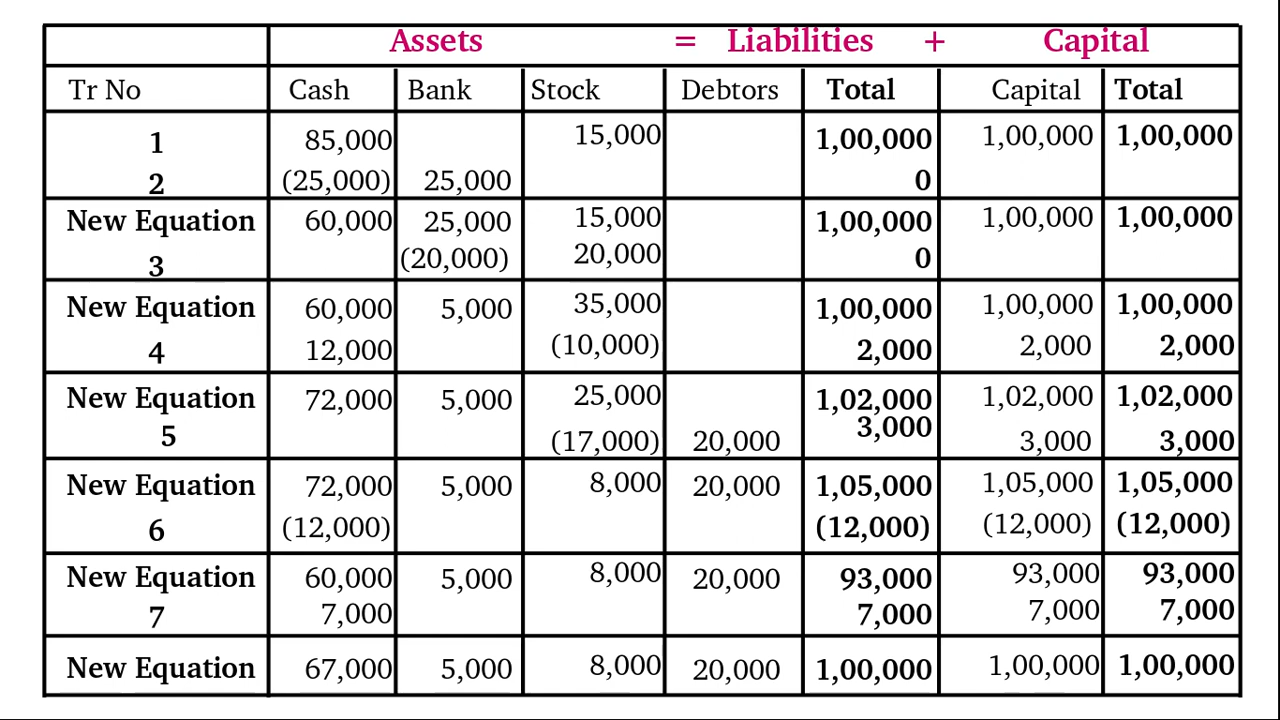 Assets = Liabilities + Capital
Tr No Cash Bank Stock Debtors Total Capital Total
1 85,000 15,000 1,00,000 1,00,000 1,00,000
2 (25,000) 25,000 0
New Equation 60,000 25,000 15,000 1,00,000 1,00,000 1,00,000
3 (20,000) 20,000 0
New Equation 60,000 5,000 35,000 1,00,000 1,00,000 1,00,000
4 12,000 (10,000) 2,000 2,000 2,000
New Equation 72,000 5,000 25,000 1,02,000 1,02,000 1,02,000
5 (17,000) 20,000 3,000 3,000 3,000
New Equation 72,000 5,000 8,000 20,000 1,05,000 1,05,000 1,05,000
6 (12,000) (12,000) (12,000) (12,000)
New Equation 60,000 5,000 8,000 20,000 93,000 93,000 93,000
7 7,000 7,000 7,000 7,000
New Equation 67,000 5,000 8,000 20,000 1,00,000 1,00,000 1,00,000